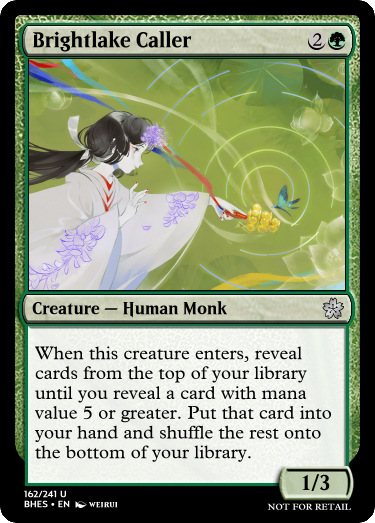 Brightlake Caller 2
Creature — Human Monk
When this creature enters, reveal
cards from the top of your library
until you reveal a card with mana
value 5 or greater. Put that card into
your hand and shuffle the rest onto
the bottom of your library.
1/3
162/241 U
BHES • EN WEIRUI
NOT FOR RETAIL